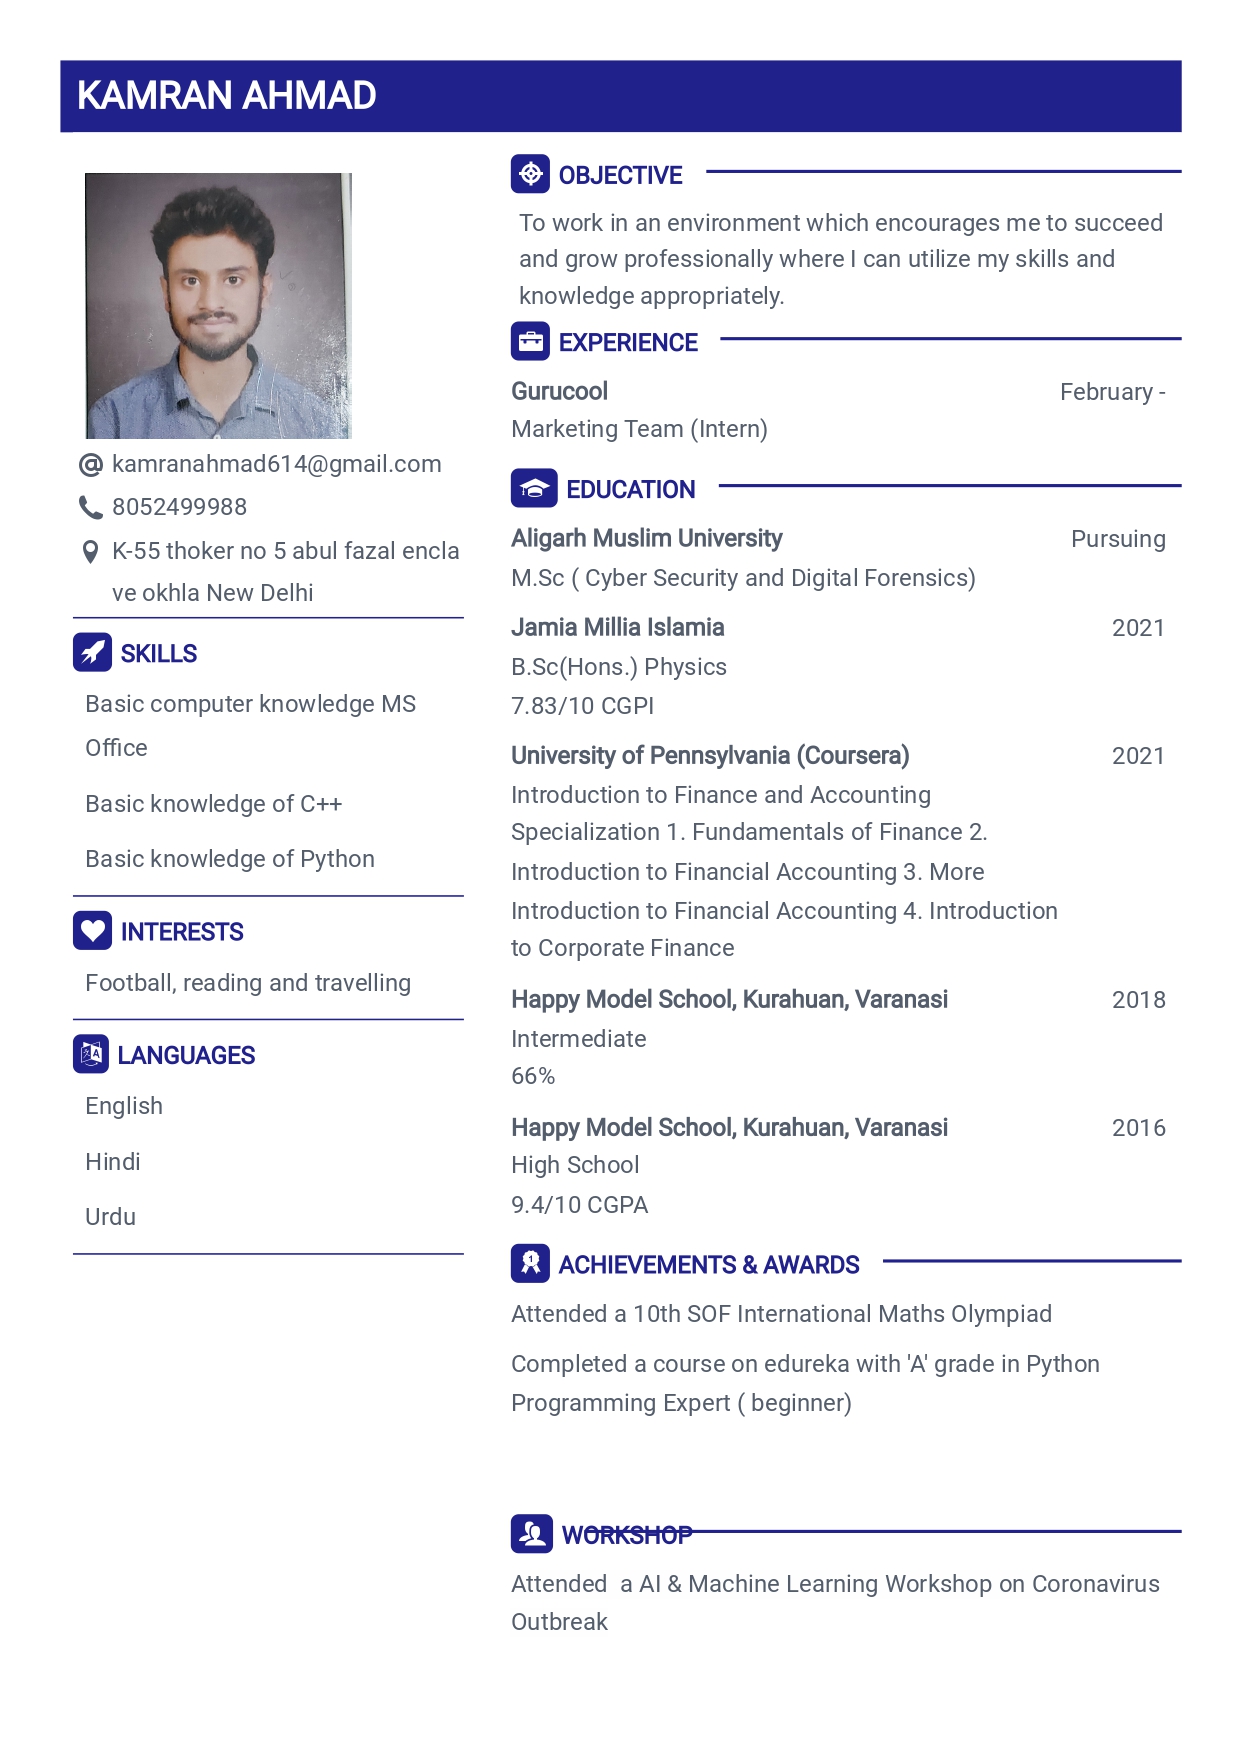 KAMRAN AHMAD
kamranahmad614@gmail.com
8052499988
K-55 thoker no 5 abul fazal encla
ve okhla New Delhi
SKILLS
Basic computer knowledge MS
Office
Basic knowledge of C++
Basic knowledge of Python
INTERESTS
Football, reading and travelling
LANGUAGES
English
Hindi
Urdu
OBJECTIVE
To work in an environment which encourages me to succeed
and grow professionally where I can utilize my skills and
knowledge appropriately.
EXPERIENCE
Gurucool February -
Marketing Team (Intern)
EDUCATION
Aligarh Muslim University Pursuing
M.Sc ( Cyber Security and Digital Forensics)
Jamia Millia Islamia 2021
B.Sc(Hons.) Physics
7.83/10 CGPI
University of Pennsylvania (Coursera) 2021
Introduction to Finance and Accounting
Specialization 1. Fundamentals of Finance 2.
Introduction to Financial Accounting 3. More
Introduction to Financial Accounting 4. Introduction
to Corporate Finance
Happy Model School, Kurahuan, Varanasi 2018
Intermediate
66%
Happy Model School, Kurahuan, Varanasi 2016
High School
9.4/10 CGPA
ACHIEVEMENTS & AWARDS
Attended a 10th SOF International Maths Olympiad
Completed a course on edureka with 'A' grade in Python
Programming Expert ( beginner)
WORKSHOP
Attended  a AI & Machine Learning Workshop on Coronavirus
Outbreak